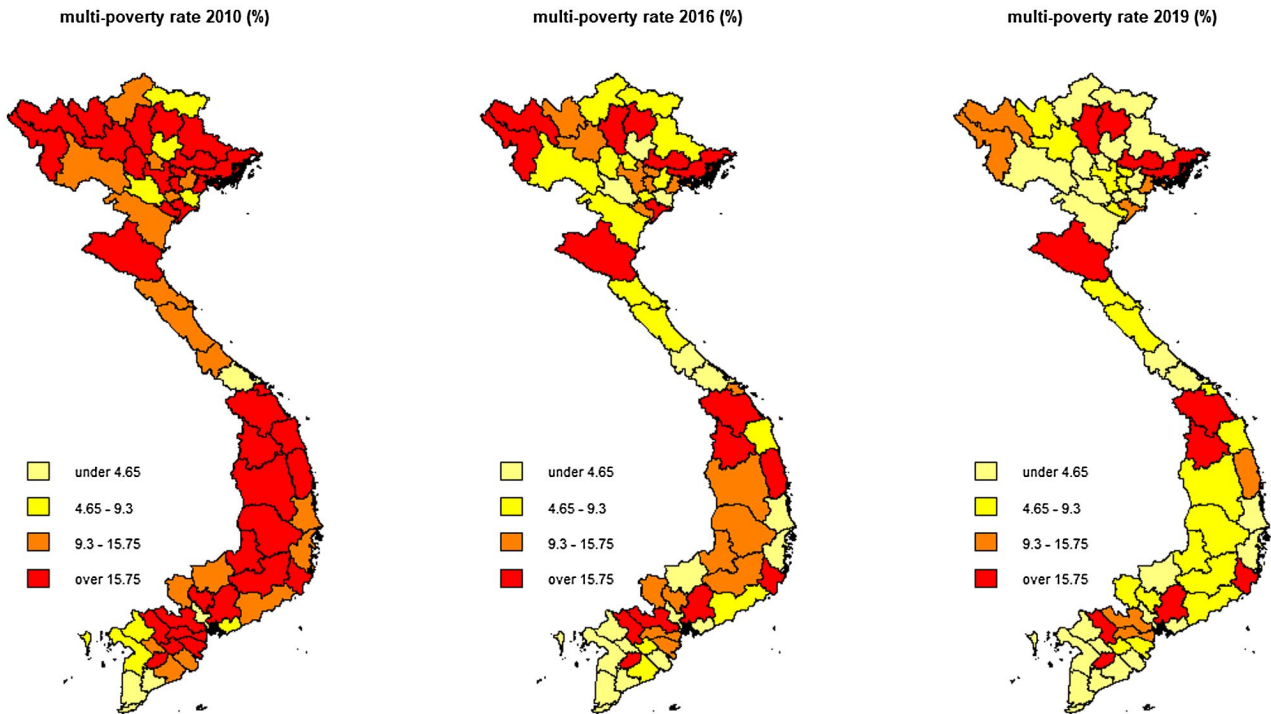 multi-poverty rate 2010 (%)
multi-poverty rate 2016 (%)
multi-poverty rate 2019 (%)
under 4.65
4.65 - 9.3
9.3 - 15.75
over 15.75
under 4.65
4.65 - 9.3
9.3 - 15.75
over 15.75
under 4.65
4.65 - 9.3
9.3 - 15.75
over 15.75